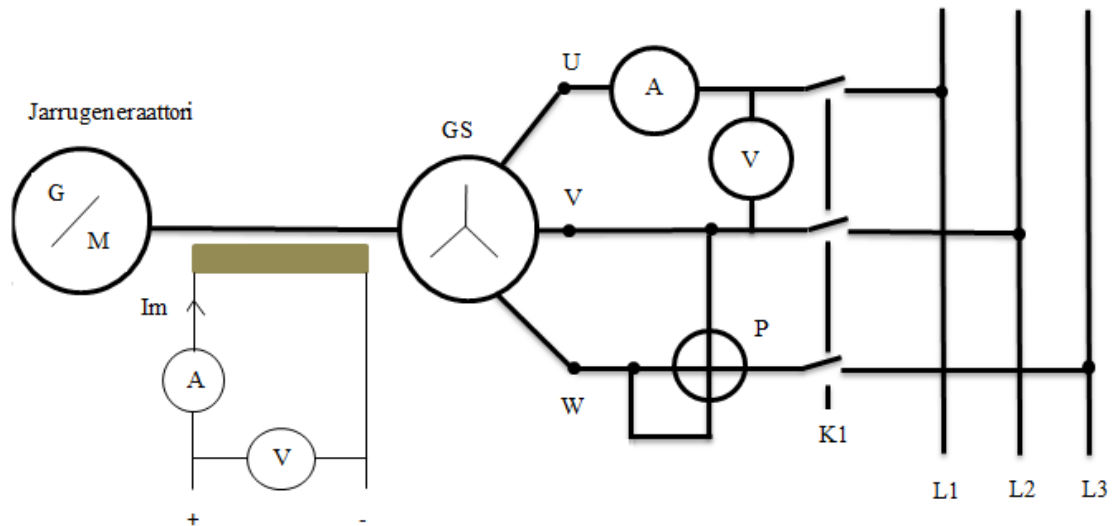 Jarrugeneraattori
G
M
GS
U
A
V
V
P
W
Im
A
V
+
-
K1
L1
L2
L3